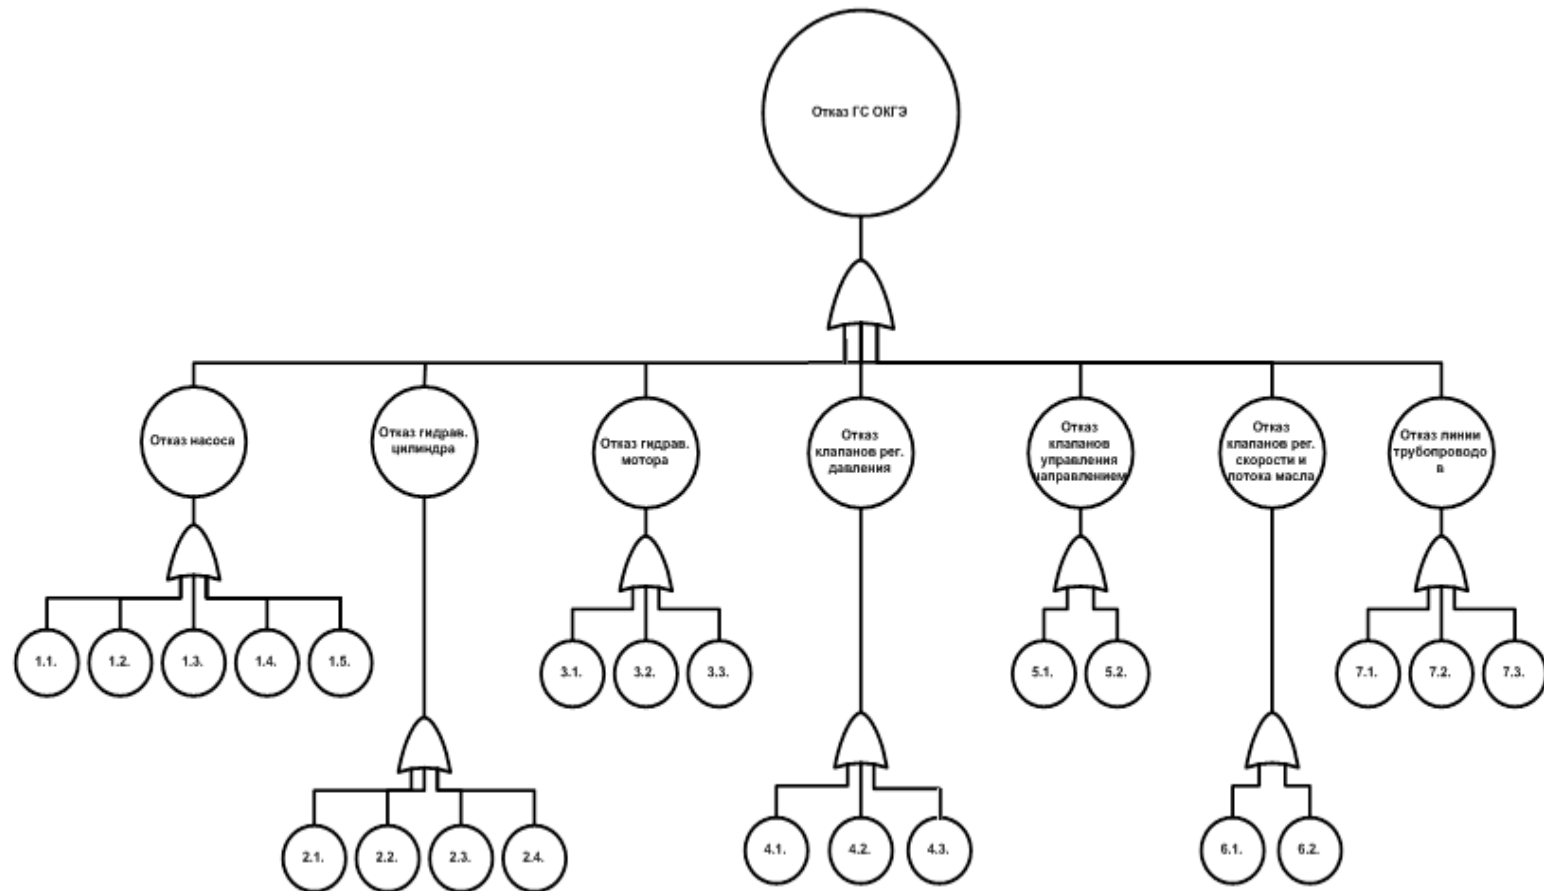 Отказ ГС ОКГЭ
Отказ насоса
Отказ гидрав.
цилиндра
Отказ гидрав.
мотора
Отказ
клапанов рег.
давления
Отказ
клапанов
управления
направлением
Отказ
клапанов рег.
скорости и
потока масла
Отказ линии
трубопроводо
в
1.1.
1.2.
1.3.
1.4.
1.5.
3.1.
3.2.
3.3.
5.1.
5.2.
7.1.
7.2.
7.3.
2.1.
2.2.
2.3.
2.4.
4.1.
4.2.
4.3.
6.1.
6.2.